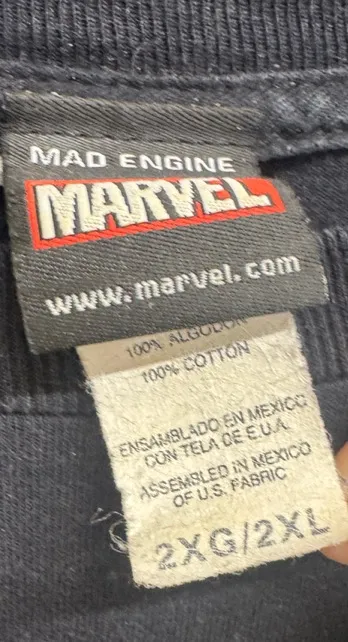 MAD ENGINE
MARVEL
www.marvel.com
100% ALGODON
100% COTTON
ENSAMBLADO EN MEXICO
CON TELA DE E.U.A.
ASSEMBLED IN MEXICO
OF U.S. FABRIC
2XG/2XL